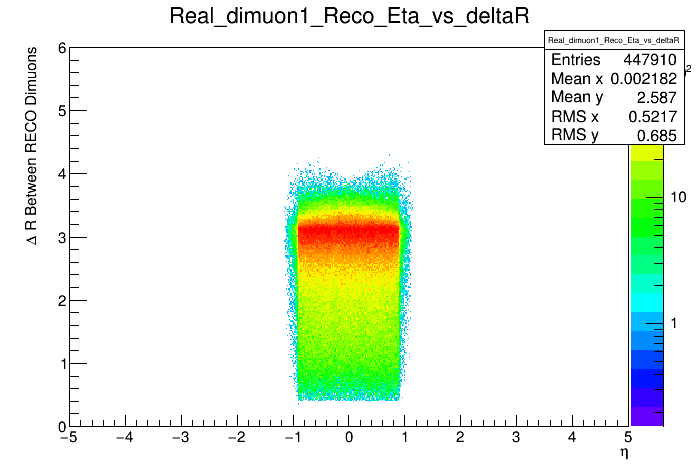 Real_dimuon1_Reco_Eta_vs_deltaR
Real_dimuon1_Reco_Eta_vs_deltaR
Entries 447910
Mean x 0.002182
Mean y 2.587
RMS x 0.5217
RMS y 0.685
Δ R Between RECO Dimuons
6
5
4
3
2
1
0
−5 −4 −3 −2 −1 0 1 2 3 4 5
η
2
10
1